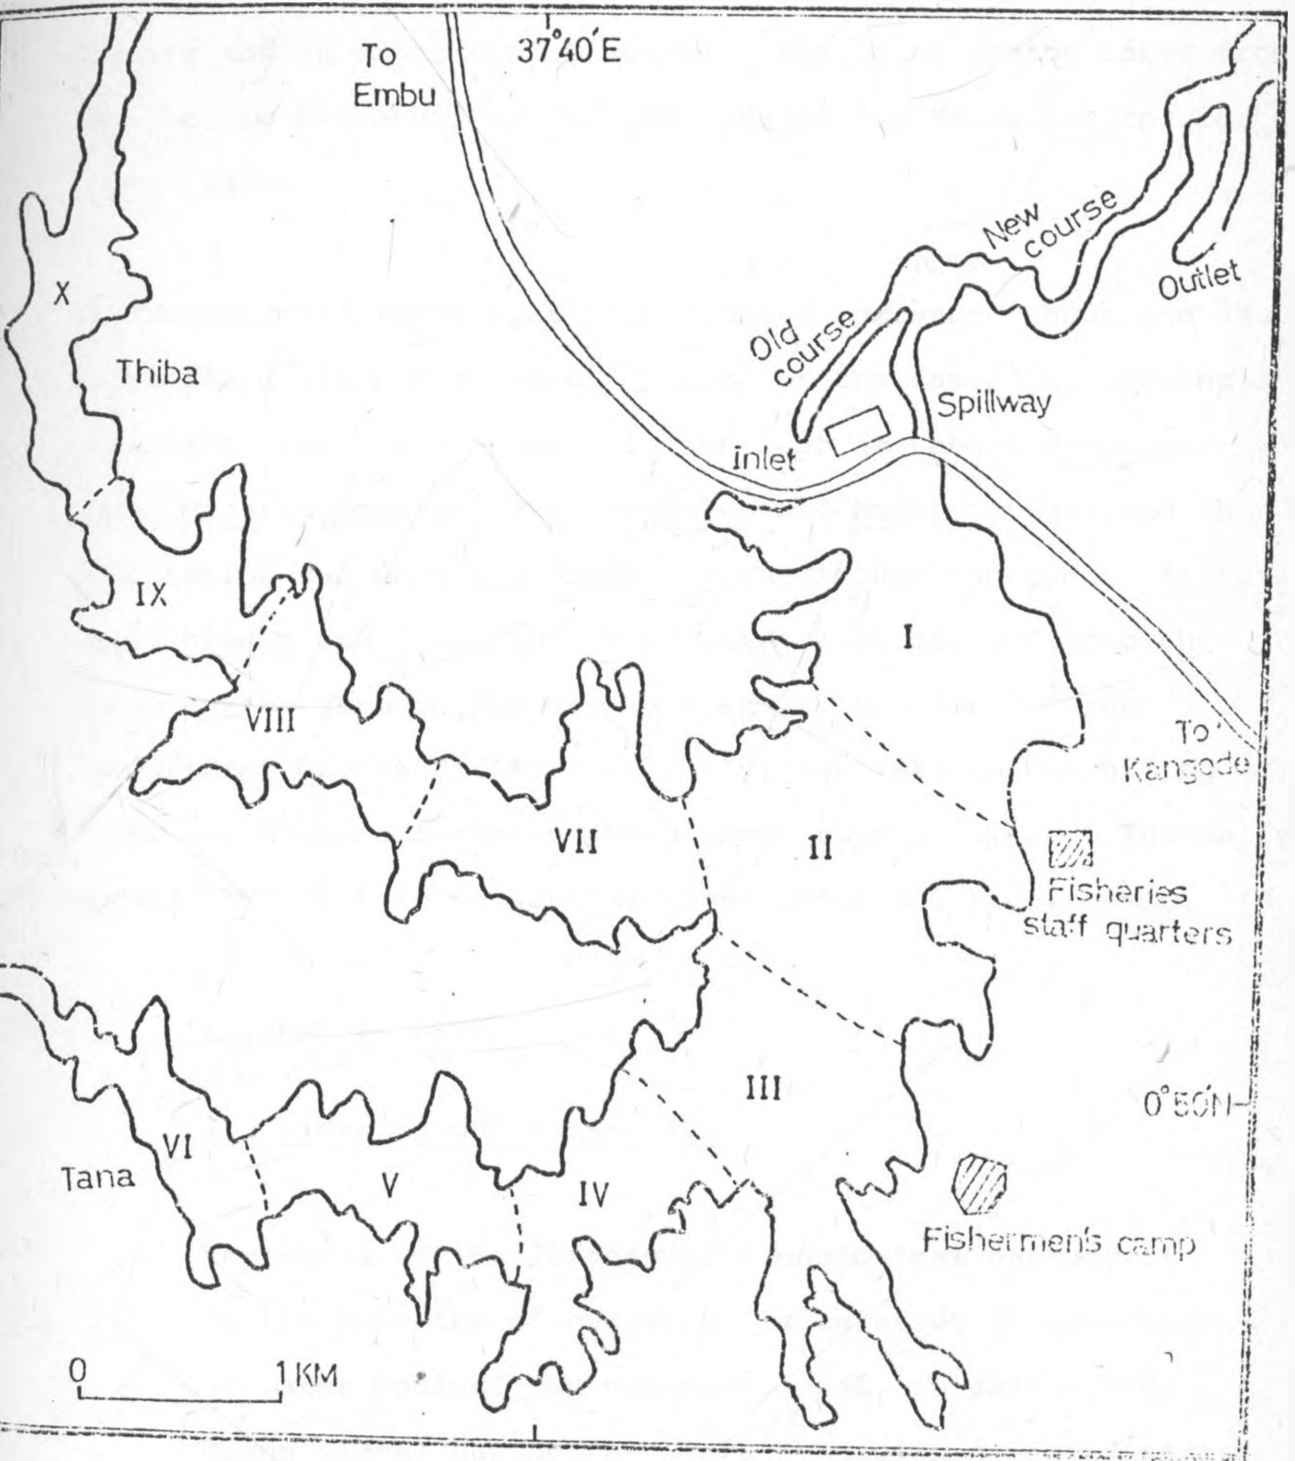 To
Embu
37°40'E
New
course
Outlet
X
Old
course
Thiba
Spillway
Inlet
IX
I
VIII
To
Kangode
VII
II
Fisheries
staff quarters
III
0°50'N
VI
Tana
V
IV
Fishermen's camp
0
1 KM